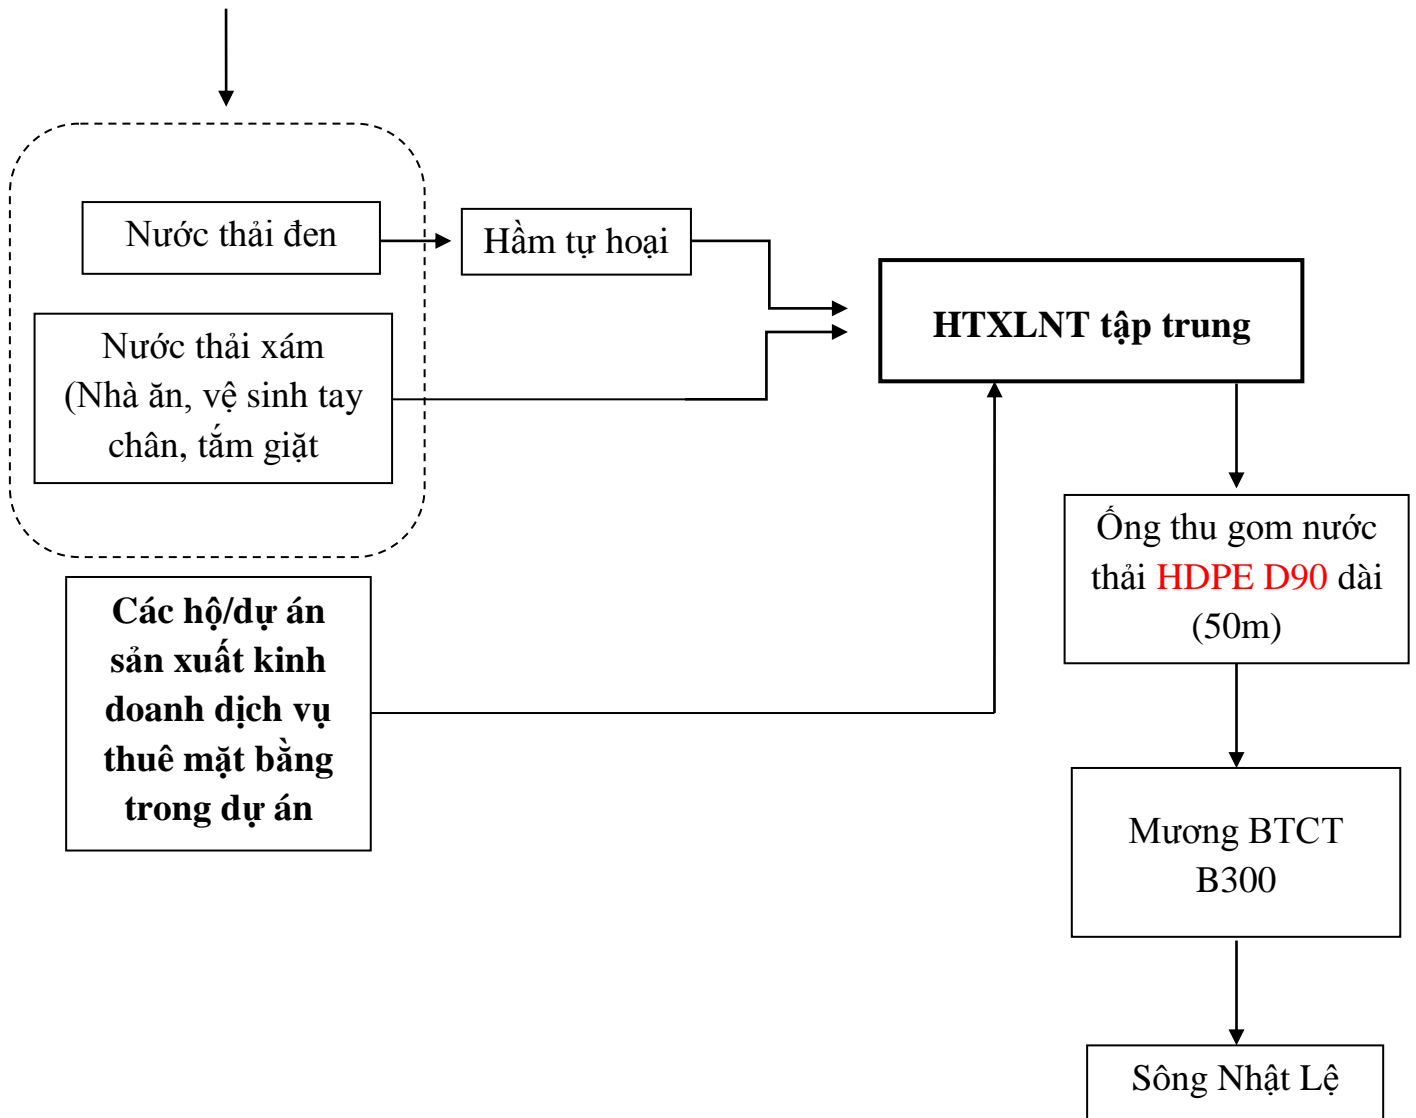 Nước thải đen
Hầm tự hoại
HTXLNT tập trung
Nước thải xám
(Nhà ăn, vệ sinh tay
chân, tắm giặt
Ống thu gom nước
thải HDPE D90 dài
(50m)
Các hộ/dự án
sản xuất kinh
doanh dịch vụ
thuê mặt bằng
trong dự án
Mương BTCT
B300
Sông Nhật Lệ